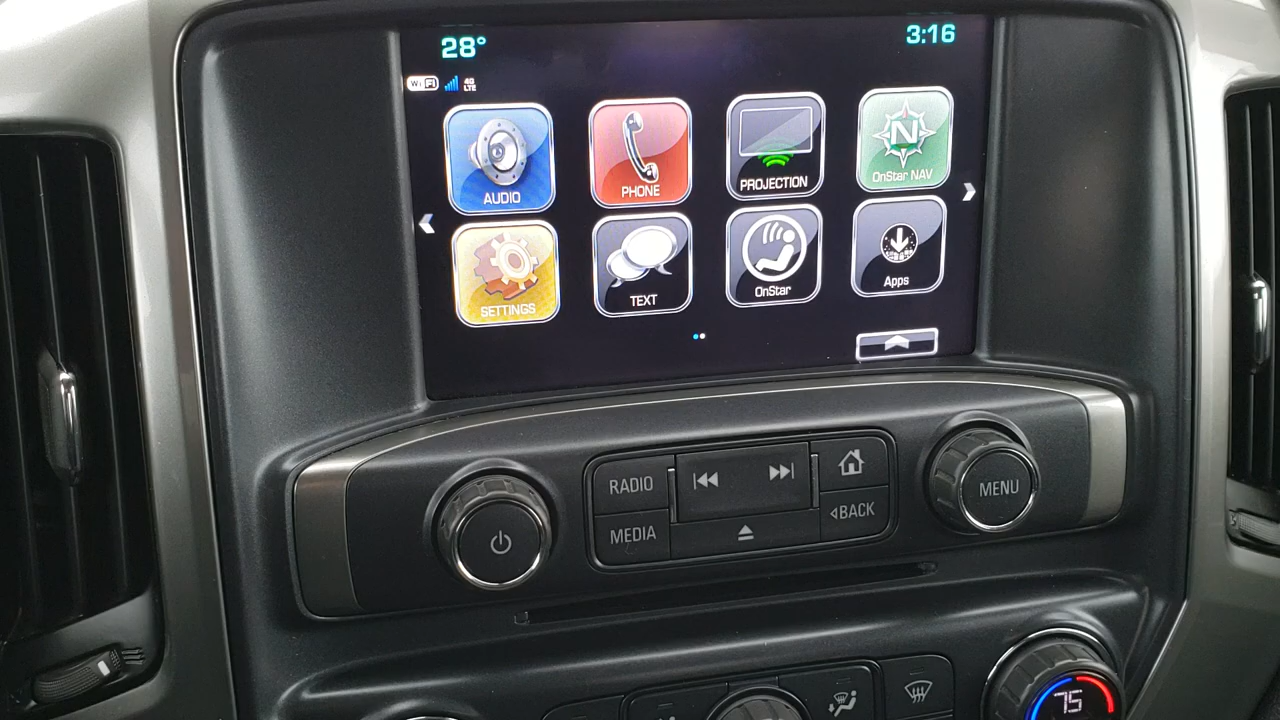 28° 3:16
WiFi 4G LTE
AUDIO PHONE PROJECTION N OnStar NAV
SETTINGS TEXT OnStar Apps
RADIO MENU
MEDIA BACK
75